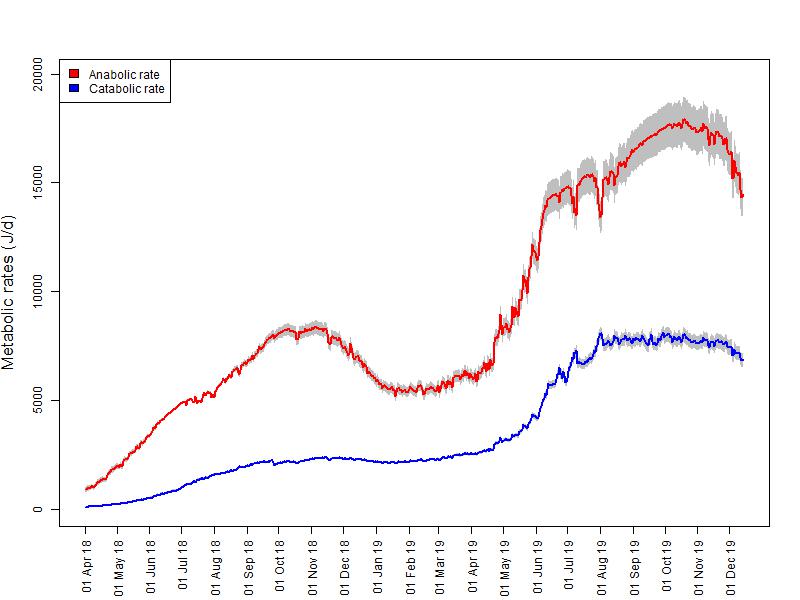 Anabolic rate
Catabolic rate
Metabolic rates (J/d)
20000
15000
10000
5000
0
01 Apr 18
01 May 18
01 Jun 18
01 Jul 18
01 Aug 18
01 Sep 18
01 Oct 18
01 Nov 18
01 Dec 18
01 Jan 19
01 Feb 19
01 Mar 19
01 Apr 19
01 May 19
01 Jun 19
01 Jul 19
01 Aug 19
01 Sep 19
01 Oct 19
01 Nov 19
01 Dec 19